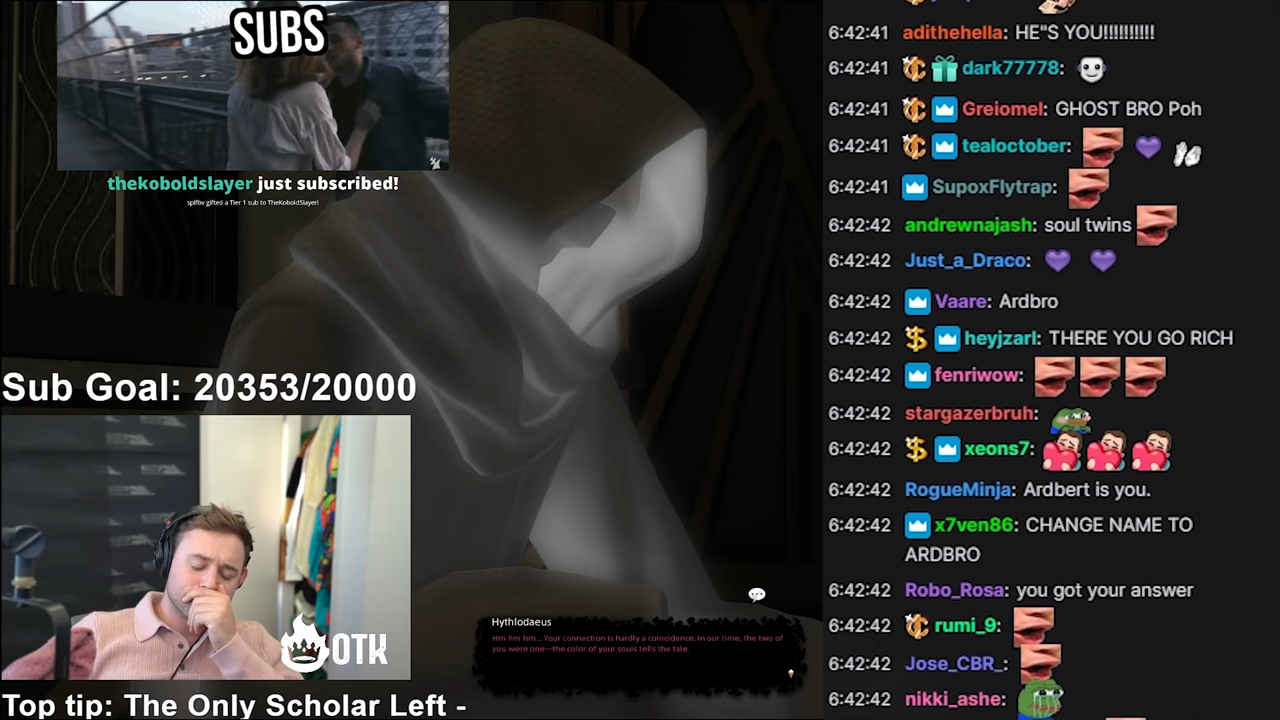 SUBS
thekoboldslayer just subscribed!
spifbv gifted a Tier 1 sub to TheKoboldSlayer!
Sub Goal: 20353/20000
OTK
Top tip: The Only Scholar Left -
Hythlodaeus
Hm hm hm... Your connection is hardly a coincidence. In our time, the two of
you were one—the color of your souls tells the tale.
6:42:41 adithehella: HE"S YOU!!!!!!!!!!
6:42:41 dark77778:
6:42:41 Greiomel: GHOST BRO Poh
6:42:41 tealoctober:
6:42:41 SupoxFlytrap:
6:42:42 andrewnajash: soul twins
6:42:42 Just_a_Draco:
6:42:42 Vaare: Ardbro
6:42:42 heyjzarl: THERE YOU GO RICH
6:42:42 fenriwow:
6:42:42 stargazerbruh:
6:42:42 xeons7:
6:42:42 RogueMinja: Ardbert is you.
6:42:42 x7ven86: CHANGE NAME TO
ARDBRO
6:42:42 Robo_Rosa: you got your answer
6:42:42 rumi_9:
6:42:42 Jose_CBR_:
6:42:42 nikki_ashe: